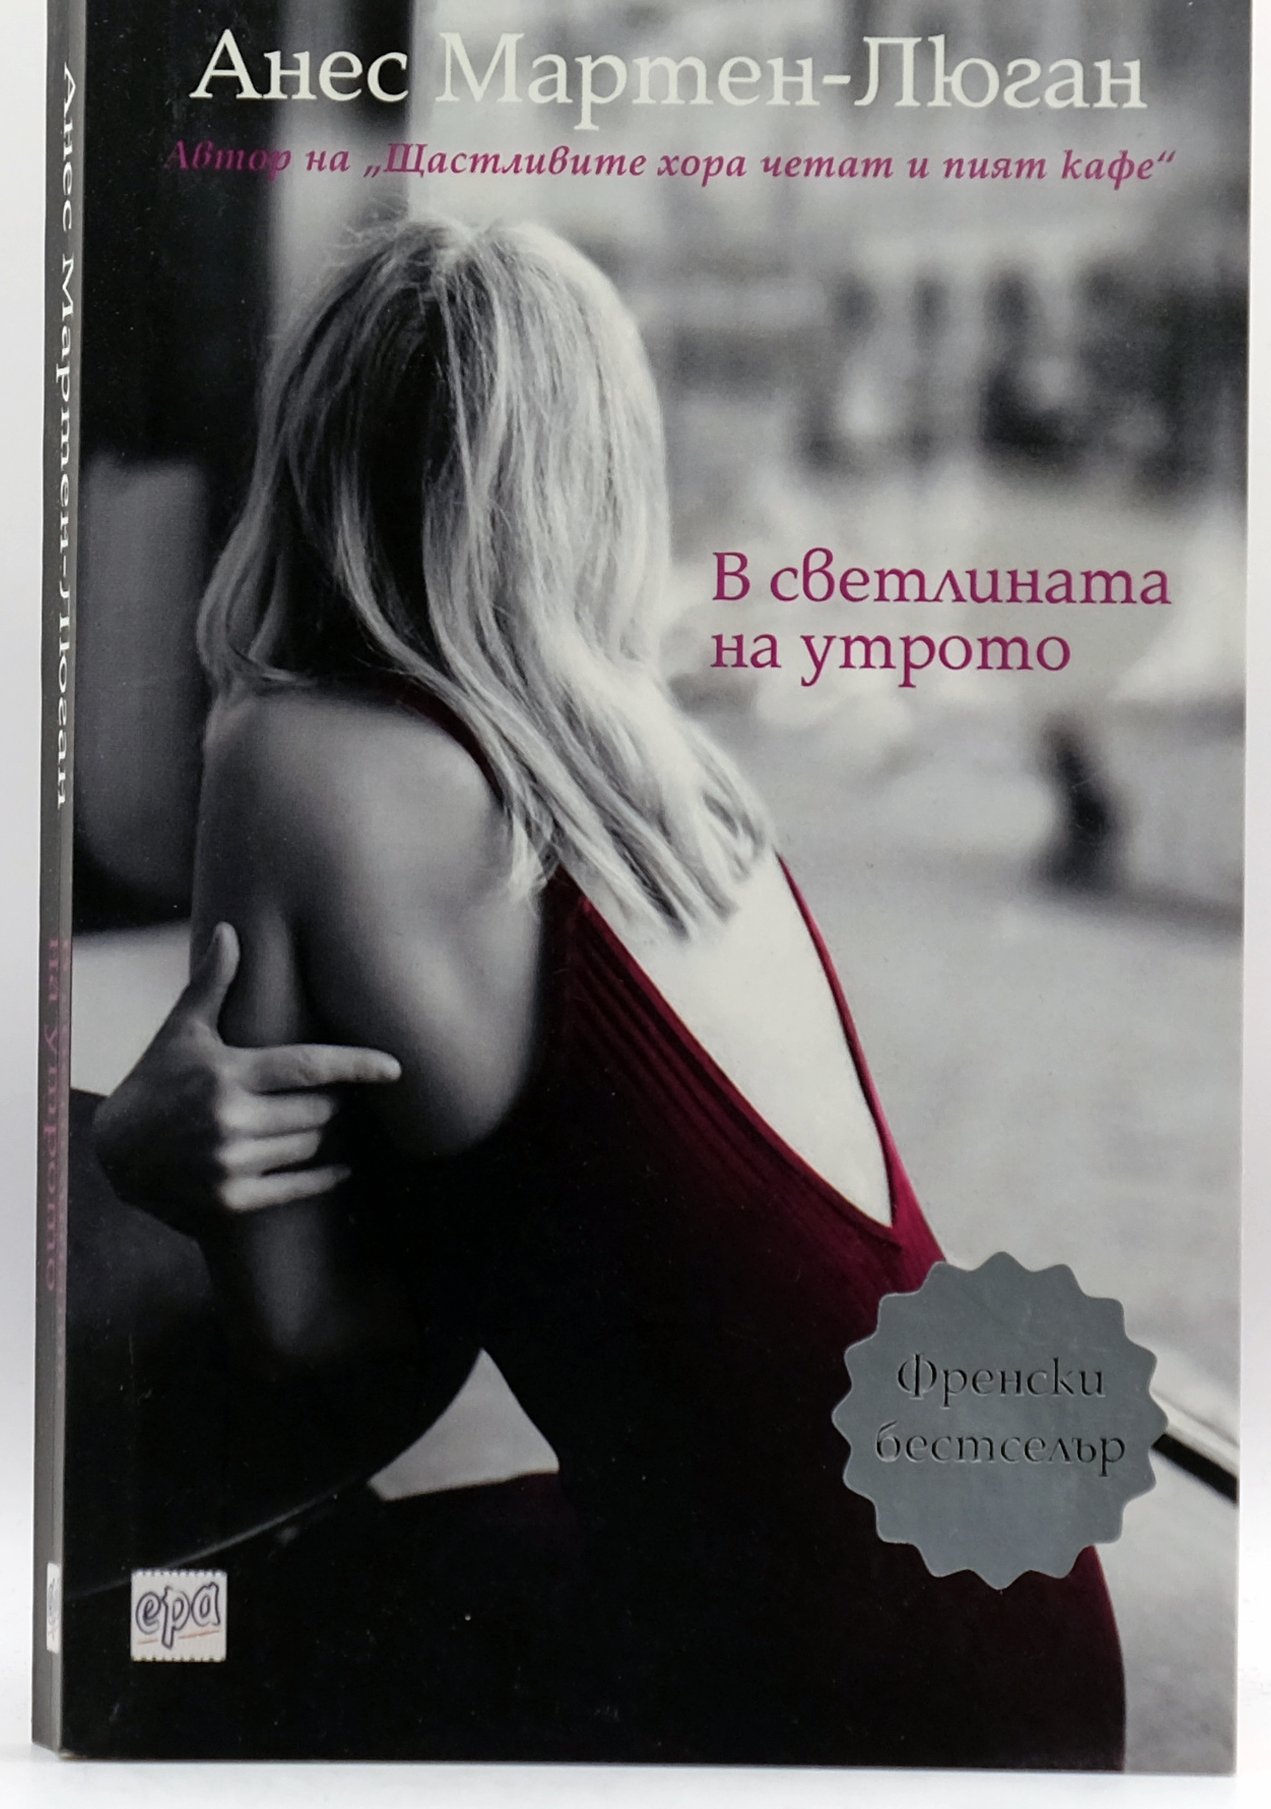 Анес Мартен-Люган
Автор на „Щастливите хора четат и пият кафе“
В светлината
на утрото
Френски
бестселър
ера
Анес Мартен-Люган
на утрото